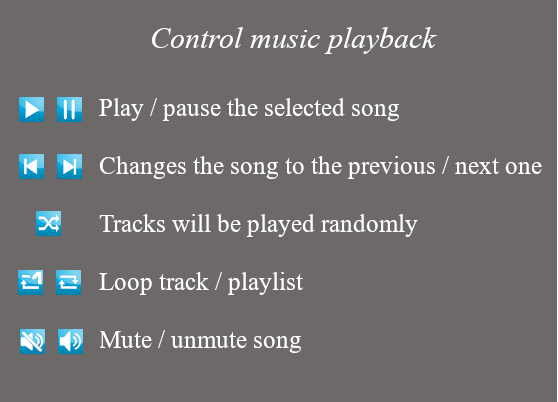 Control music playback
Play / pause the selected song
Changes the song to the previous / next one
Tracks will be played randomly
Loop track / playlist
Mute / unmute song